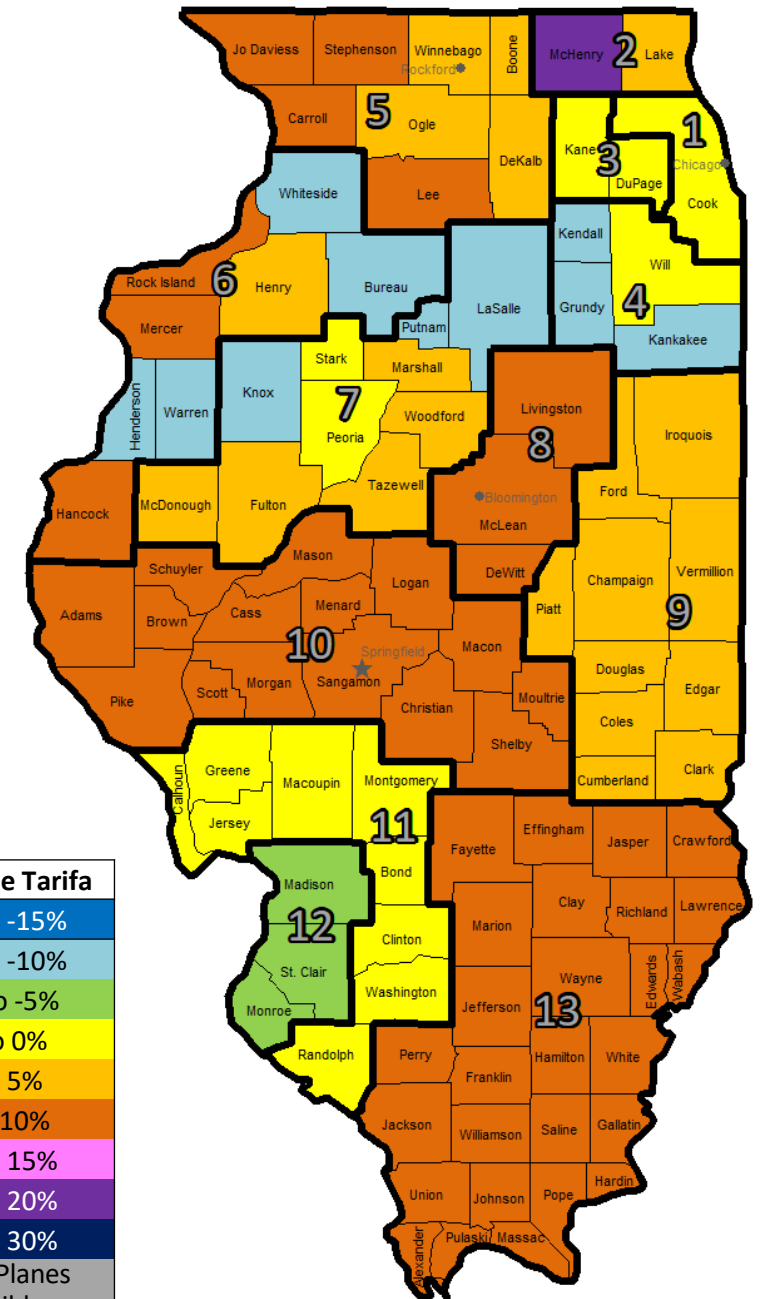 Jo Daviess
Stephenson
Winnebago
Rockford
Boone
McHenry
2
Lake
Carroll
5
Ogle
DeKalb
Lee
Kane
3
DuPage
1
Chicago
Cook
Whiteside
Kendall
Will
Rock Island
6
Henry
Bureau
LaSalle
Grundy
4
Putnam
Kankakee
Mercer
Stark
Marshall
Henderson
Warren
Knox
7
Peoria
Woodford
Livingston
8
Iroquois
Hancock
McDonough
Fulton
Tazewell
Bloomington
McLean
Ford
DeWitt
Piatt
Champaign
Vermillion
9
Adams
Schuyler
Brown
Mason
Cass
Menard
Logan
10
Springfield
Sangamon
Macon
Douglas
Edgar
Pike
Scott
Morgan
Christian
Moultrie
Shelby
Coles
Cumberland
Clark
Calhoun
Greene
Jersey
Macoupin
Montgomery
11
Bond
Fayette
Effingham
Jasper
Crawford
Madison
12
Clinton
Marion
Clay
Richland
Lawrence
St. Clair
Washington
Wayne
Edwards
Wabash
Monroe
Randolph
Jefferson
13
Perry
Hamilton
White
Franklin
Jackson
Williamson
Saline
Gallatin
Union
Johnson
Pope
Hardin
Alexander
Pulaski
Massac
e Tarifa
-15%
-10%
-5%
0%
5%
10%
15%
20%
30%
Planes